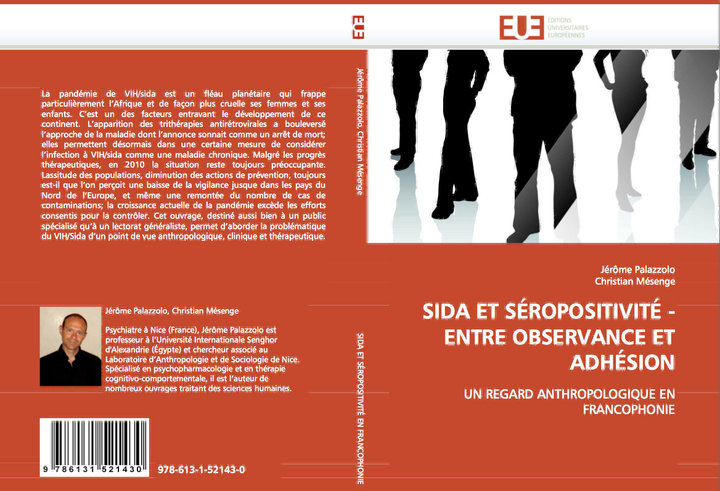 La pandémie de VIH/sida est un fléau planétaire qui frappe
particulièrement l'Afrique et de façon plus cruelle ses femmes et ses
enfants. C'est un des facteurs entravant le développement de ce
continent. L'apparition des trithérapies antirétrovirales a bouleversé
l'approche de la maladie dont l'annonce sonnait comme un arrêt de mort;
elles permettent désormais dans une certaine mesure de considérer
l'infection à VIH/sida comme une maladie chronique. Malgré les progrès
thérapeutiques, en 2010 la situation reste toujours préoccupante.
Lassitude des populations, diminution des actions de prévention, toujours
est-il que l'on perçoit une baisse de la vigilance jusque dans les pays du
Nord de l'Europe, et même une remontée du nombre de cas de
contaminations; la croissance actuelle de la pandémie excède les efforts
consentis pour la contrôler. Cet ouvrage, destiné aussi bien à un public
spécialisé qu'à un lectorat généraliste, permet d'aborder la problématique
du VIH/Sida d'un point de vue anthropologique, clinique et thérapeutique.
Jérôme Palazzolo, Christian Mésenge
Psychiatre à Nice (France), Jérôme Palazzolo est
professeur à l'Université Internationale Senghor
d'Alexandrie (Égypte) et chercheur associé au
Laboratoire d'Anthropologie et de Sociologie de Nice.
Spécialisé en psychopharmacologie et en thérapie
cognitivo-comportementale, il est l'auteur de
nombreux ouvrages traitant des sciences humaines.
9 786131 521430
978-613-1-52143-0
EUE
Jérôme Palazzolo, Christian Mésenge
SIDA ET SÉROPOSITIVITÉ EN FRANCOPHONIE
EUE
ÉDITIONS
UNIVERSITAIRES
EUROPÉENNES
Jérôme Palazzolo
Christian Mésenge
SIDA ET SÉROPOSITIVITÉ -
ENTRE OBSERVANCE ET
ADHÉSION
UN REGARD ANTHROPOLOGIQUE EN
FRANCOPHONIE